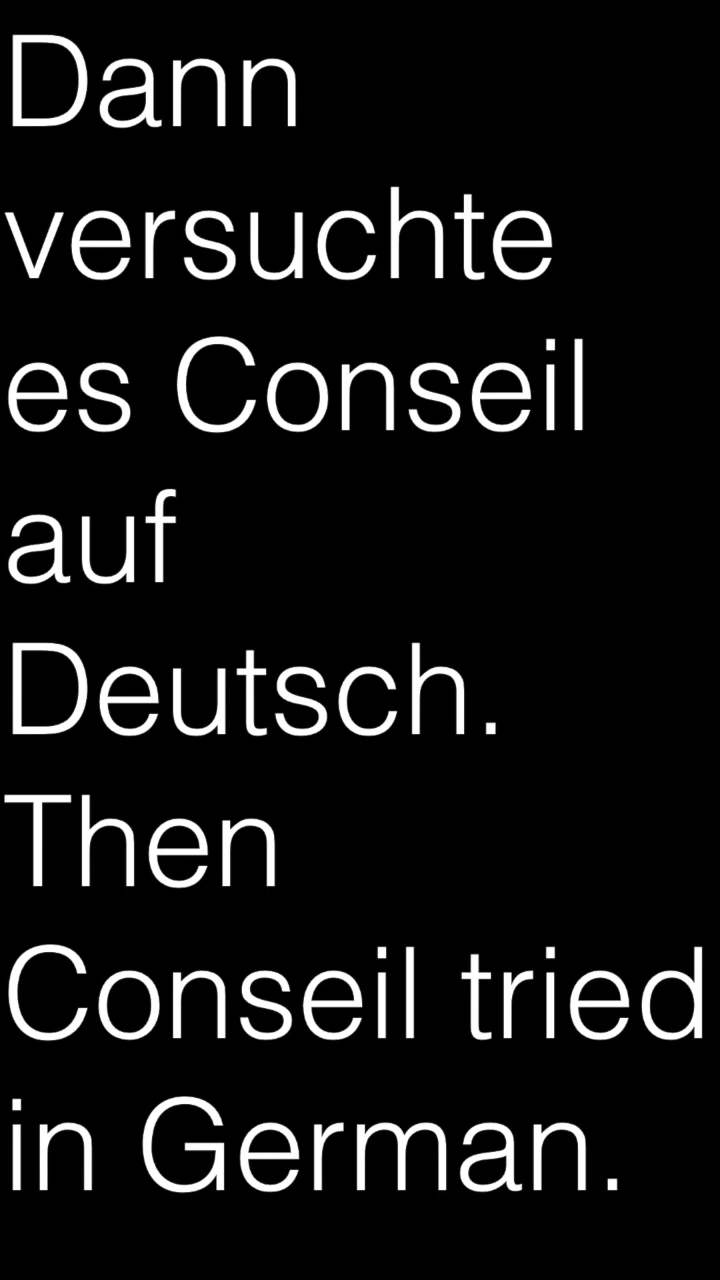 Dann
versuchte
es Conseil
auf
Deutsch.
Then
Conseil tried
in German.